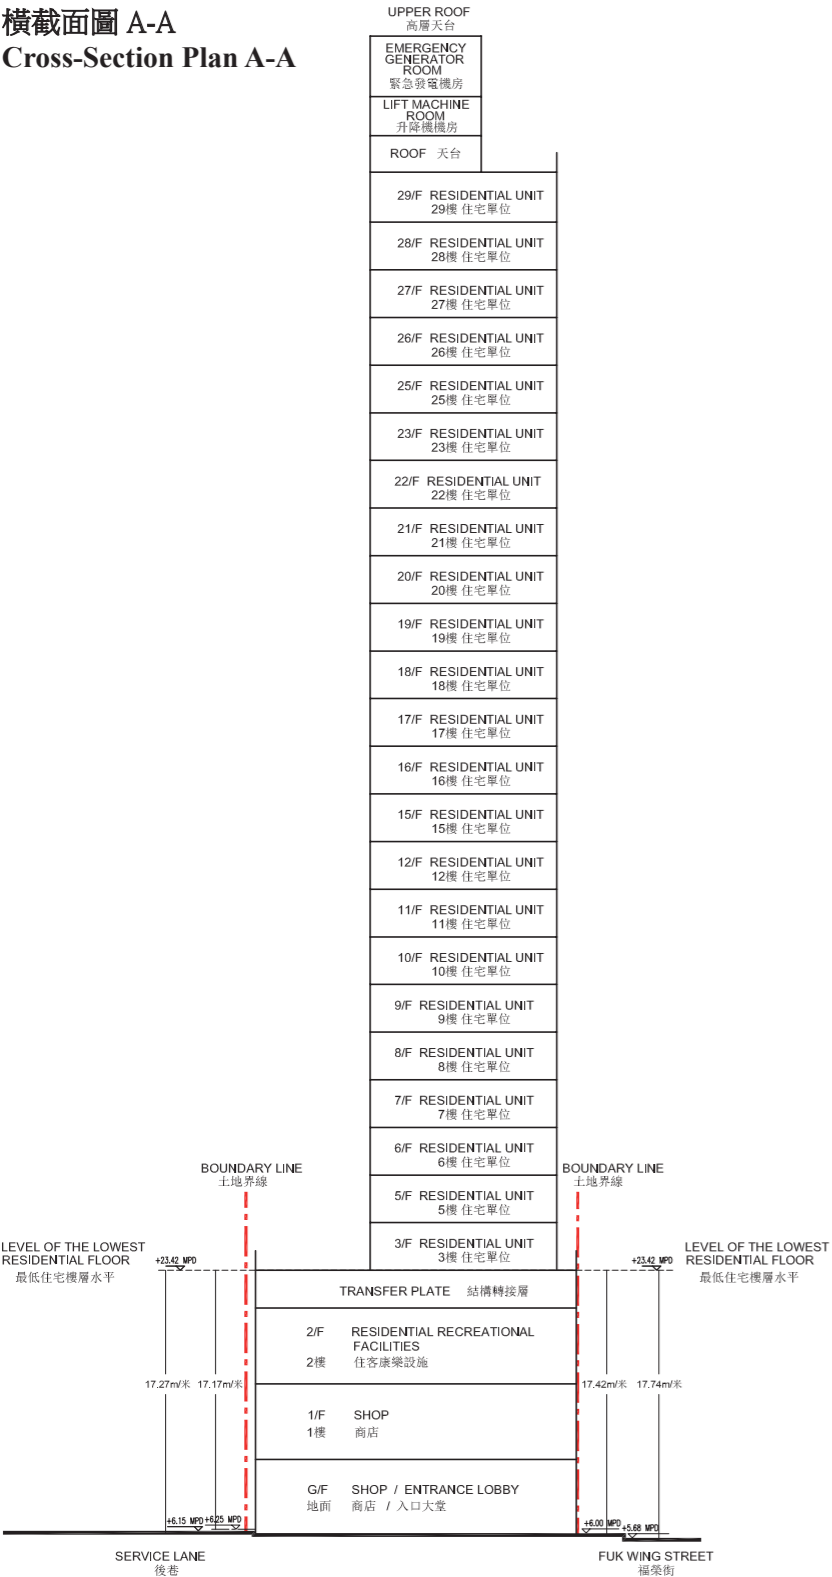 橫截面圖 A-A
Cross-Section Plan A-A
UPPER ROOF
高層天台
EMERGENCY
GENERATOR
ROOM
緊急發電機房
LIFT MACHINE
ROOM
升降機機房
ROOF 天台
29/F RESIDENTIAL UNIT
29樓 住宅單位
28/F RESIDENTIAL UNIT
28樓 住宅單位
27/F RESIDENTIAL UNIT
27樓 住宅單位
26/F RESIDENTIAL UNIT
26樓 住宅單位
25/F RESIDENTIAL UNIT
25樓 住宅單位
23/F RESIDENTIAL UNIT
23樓 住宅單位
22/F RESIDENTIAL UNIT
22樓 住宅單位
21/F RESIDENTIAL UNIT
21樓 住宅單位
20/F RESIDENTIAL UNIT
20樓 住宅單位
19/F RESIDENTIAL UNIT
19樓 住宅單位
18/F RESIDENTIAL UNIT
18樓 住宅單位
17/F RESIDENTIAL UNIT
17樓 住宅單位
16/F RESIDENTIAL UNIT
16樓 住宅單位
15/F RESIDENTIAL UNIT
15樓 住宅單位
12/F RESIDENTIAL UNIT
12樓 住宅單位
11/F RESIDENTIAL UNIT
11樓 住宅單位
10/F RESIDENTIAL UNIT
10樓 住宅單位
9/F RESIDENTIAL UNIT
9樓 住宅單位
8/F RESIDENTIAL UNIT
8樓 住宅單位
7/F RESIDENTIAL UNIT
7樓 住宅單位
6/F RESIDENTIAL UNIT
6樓 住宅單位
BOUNDARY LINE
土地界線
BOUNDARY LINE
土地界線
5/F RESIDENTIAL UNIT
5樓 住宅單位
3/F RESIDENTIAL UNIT
3樓 住宅單位
LEVEL OF THE LOWEST
RESIDENTIAL FLOOR
最低住宅樓層水平
+23.42 MPD
+23.42 MPD
LEVEL OF THE LOWEST
RESIDENTIAL FLOOR
最低住宅樓層水平
TRANSFER PLATE 結構轉接層
2/F RESIDENTIAL RECREATIONAL
FACILITIES
2樓 住客康樂設施
17.27m/米 17.17m/米
17.42m/米 17.74m/米
1/F SHOP
1樓 商店
G/F SHOP / ENTRANCE LOBBY
地面 商店 / 入口大堂
+6.15 MPD +6.25 MPD
+6.00 MPD +5.68 MPD
SERVICE LANE
後巷
FUK WING STREET
福榮街